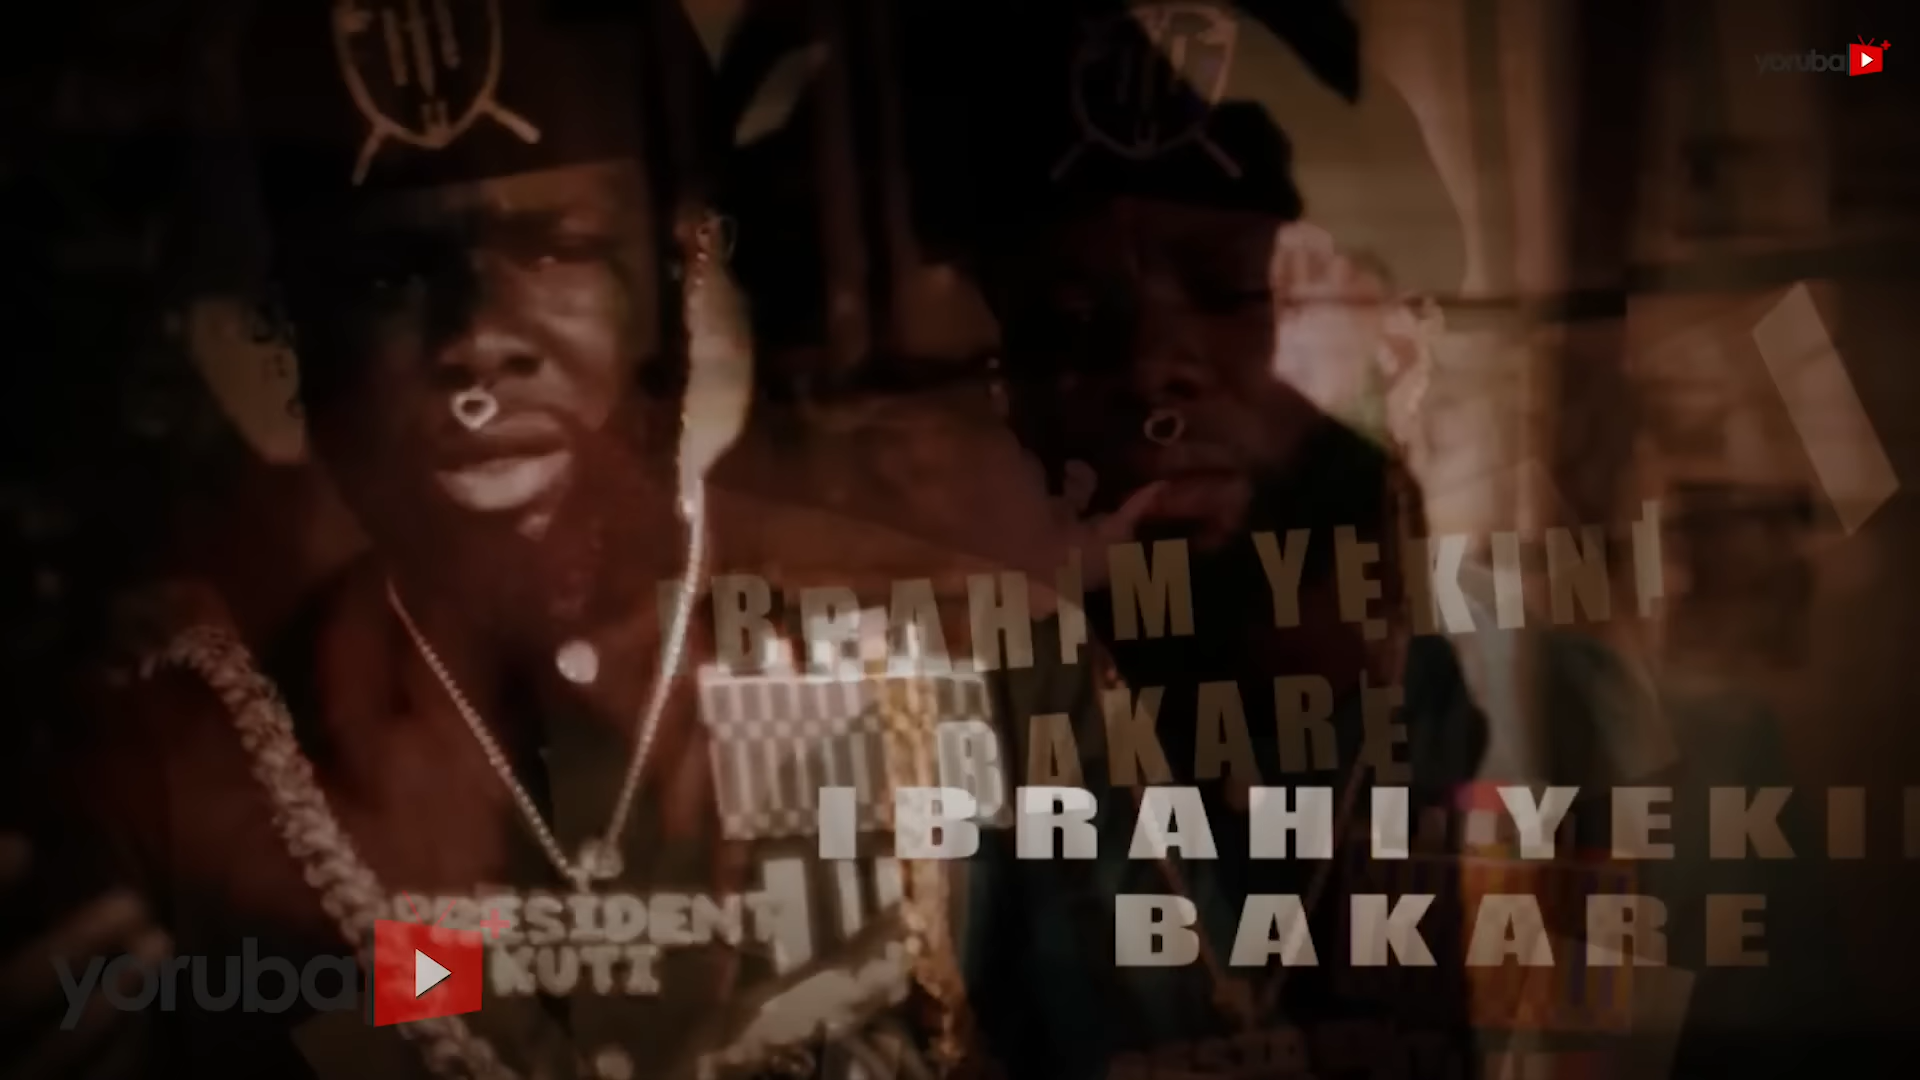 yoruba
IBRAHIM YEKINI
BAKARE
IBRAHI YEKI
BAKARE
PRESIDENT
KUTI
yoruba